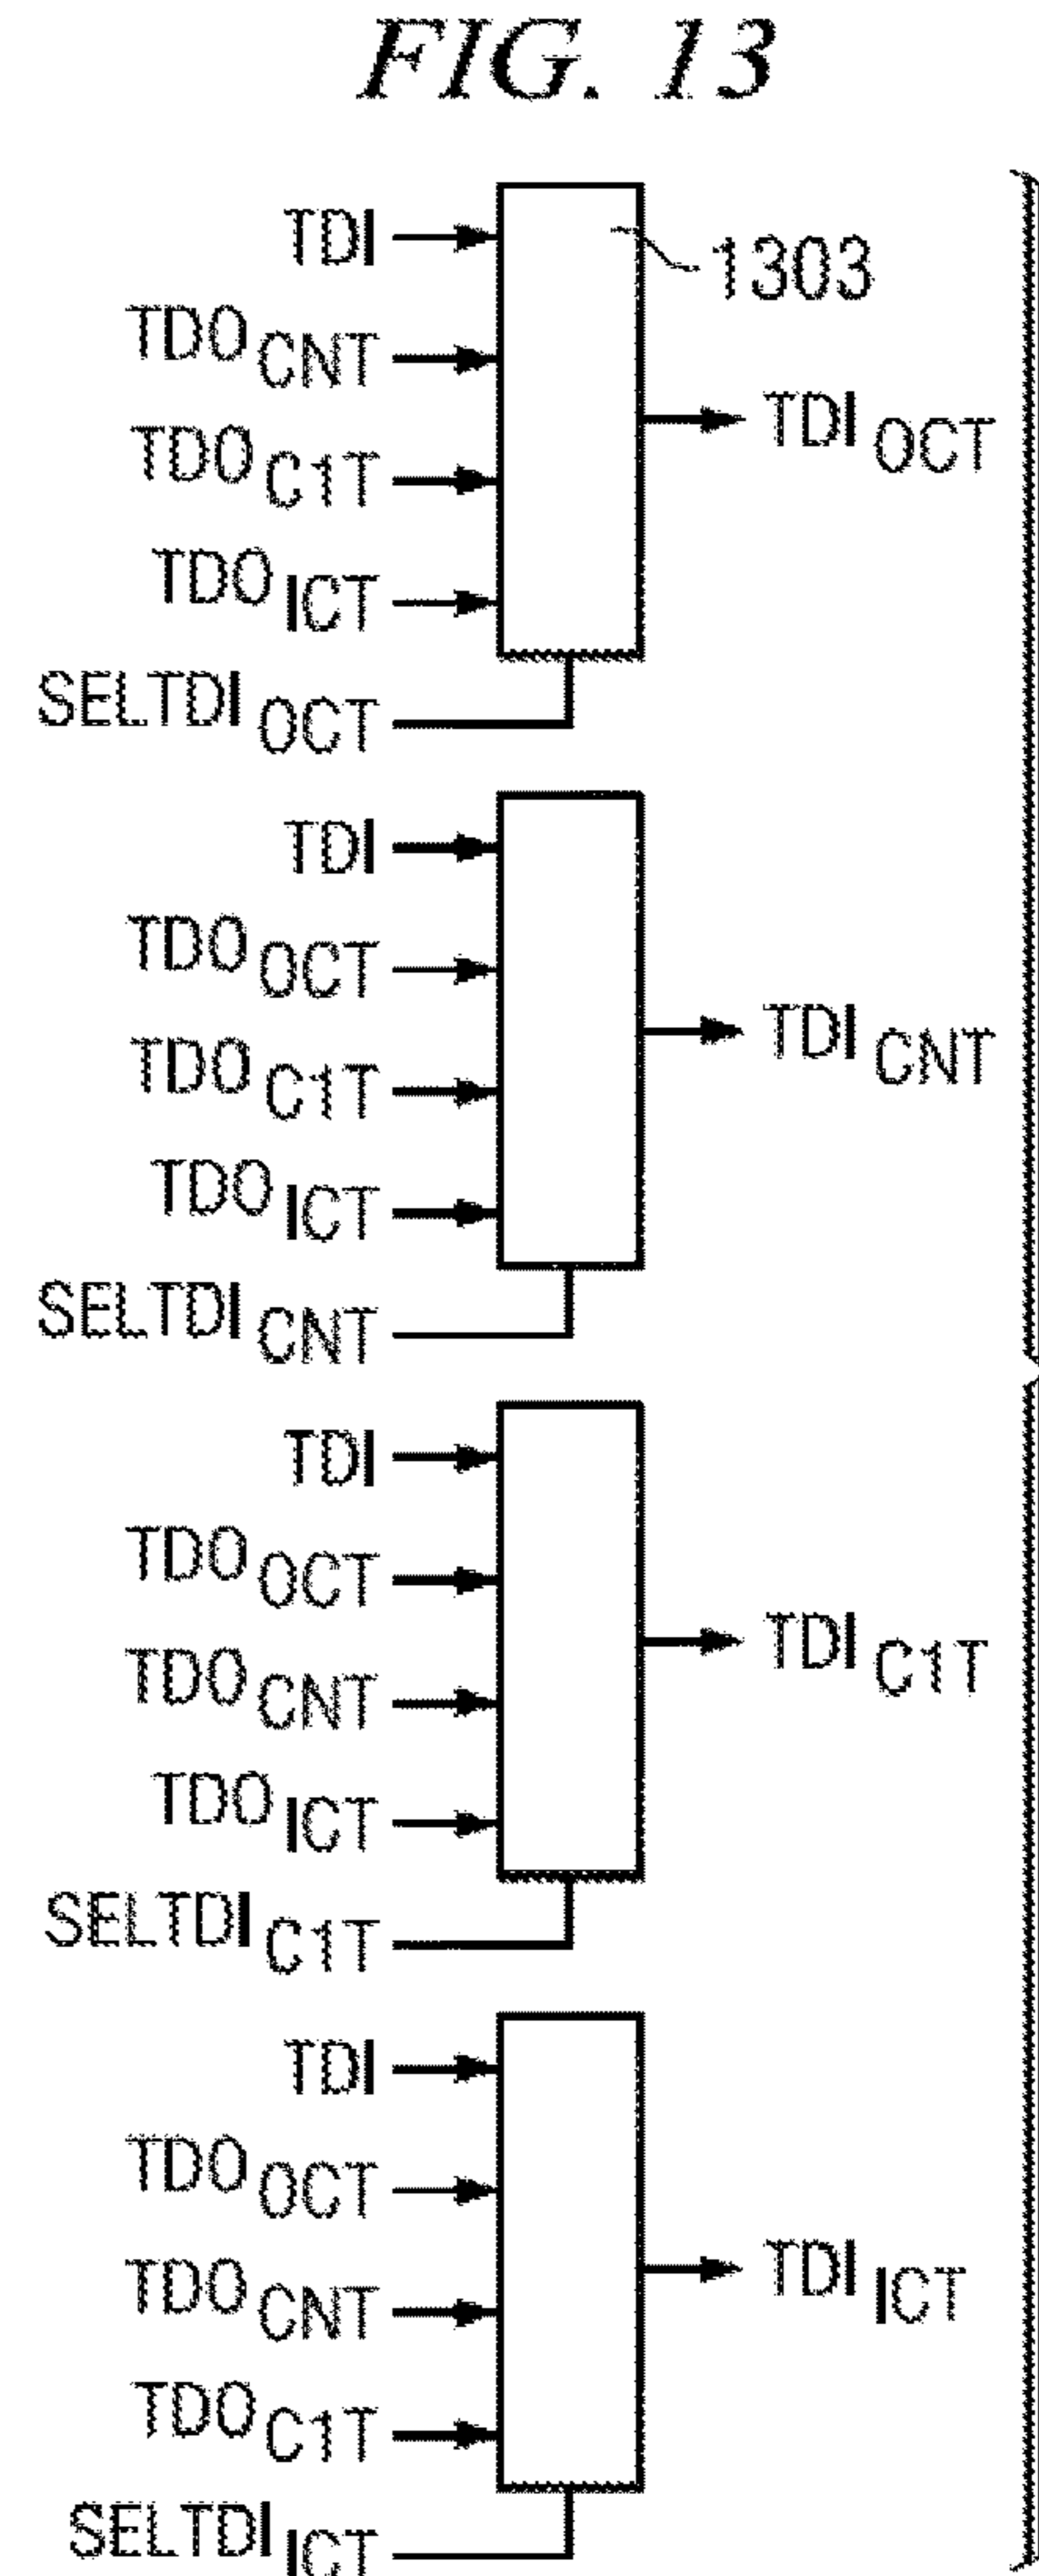 FIG. 13
TDI
1303
TDO CNT
TDI OCT
TDO C1T
TDO ICT
SELTDI OCT
TDI
TDO OCT
TDI CNT
TDO C1T
TDO ICT
SELTDI CNT
TDI
TDO OCT
TDI C1T
TDO CNT
TDO ICT
SELTDI C1T
TDI
TDO OCT
TDI ICT
TDO CNT
TDO C1T
SELTDI ICT